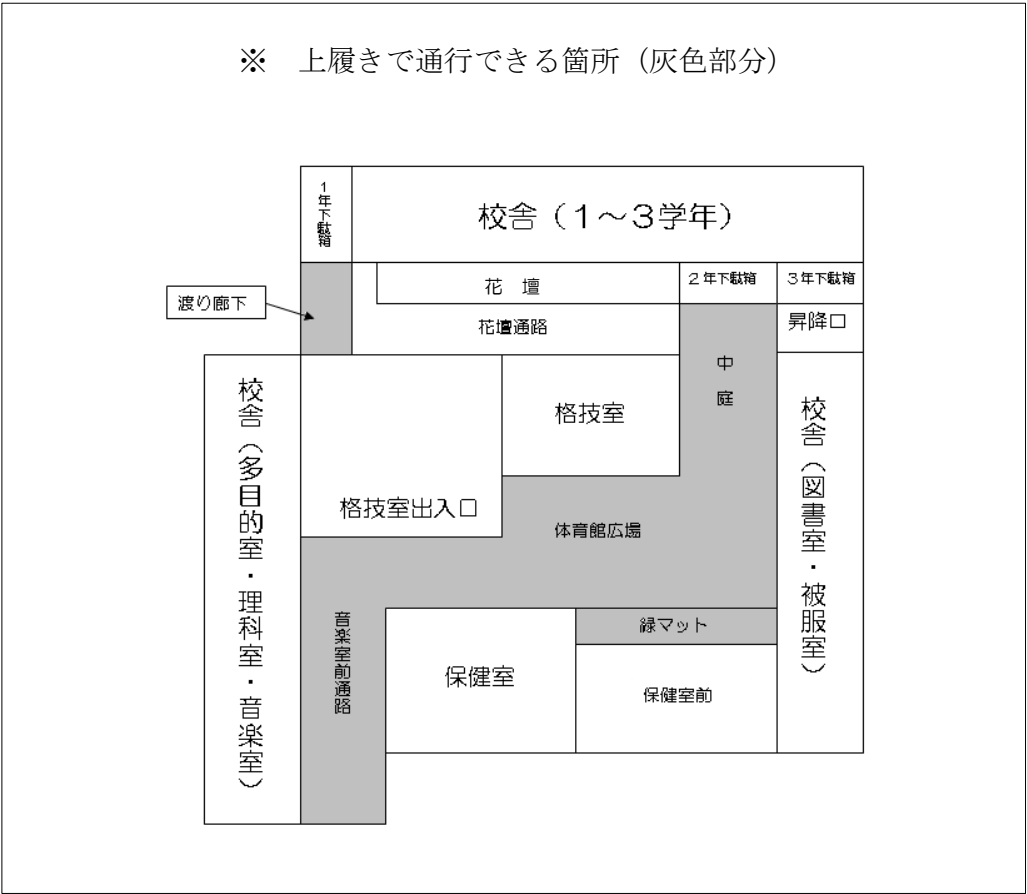 ※　上履きで通行できる箇所（灰色部分）
1年下駄箱
校舎（1～3学年）
渡り廊下
花　壇
2年下駄箱
3年下駄箱
花壇通路
昇降口
中庭
校舎（多目的室・理科室・音楽室）
格技室
校舎（図書室・被服室）
格技室出入口
体育館広場
音楽室前通路
緑マット
保健室
保健室前